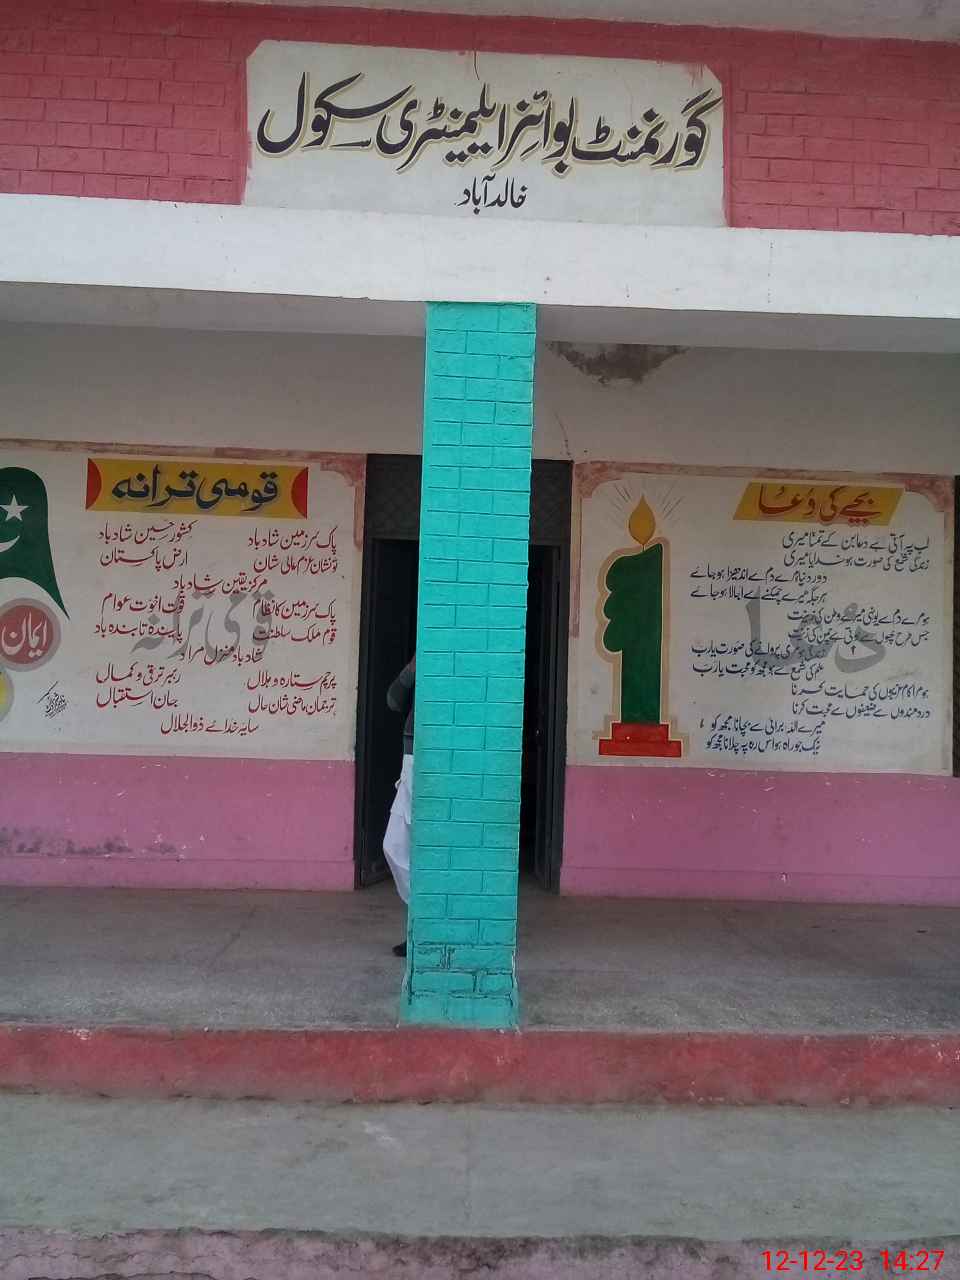 گورنمنٹ بوائز ایلیمنٹری سکول
خالد آباد
قومی ترانہ
پاک سرزمین شاد باد کشور حسین شاد باد
تو نشان عزم عالی شان ارض پاکستان
مرکز یقین شاد باد
پاک سرزمین کا نظام قوت اخوت عوام
قوم ملک سلطنت پائندہ تابندہ باد
شاد باد منزل مراد
پرچم ستارہ و ہلال رہبر ترقی و کمال
ترجمان ماضی شان حال جان استقبال
سایہ خدائے ذوالجلال
ایمان
بچے کی دعا
لب پہ آتی ہے دعا بن کے تمنا میری
زندگی شمع کی صورت ہو خدایا میری
دور دنیا کا مرے دم سے اندھیرا ہو جائے
ہر جگہ میرے چمکنے سے اجالا ہو جائے
ہو مرے دم سے یونہی میرے وطن کی زینت
جس طرح پھول سے ہوتی ہے چمن کی زینت
زندگی ہو مری پروانے کی صورت یارب
علم کی شمع سے ہو مجھ کو محبت یارب
ہو مرا کام غریبوں کی حمایت کرنا
دردمندوں سے ضعیفوں سے محبت کرنا
میرے اللہ برائی سے بچانا مجھ کو
نیک جو راہ ہو اس رہ پہ چلانا مجھ کو
12-12-23 14:27